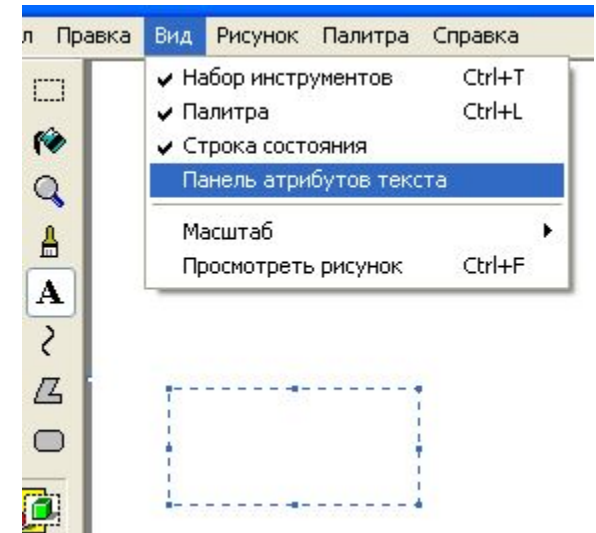 л Правка Вид Рисунок Палитра Справка
Набор инструментов Ctrl+T
Палитра Ctrl+L
Строка состояния
Панель атрибутов текста
Масштаб
Просмотреть рисунок Ctrl+F
A